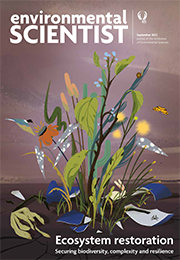 environmental
SCIENTIST
September 2021
Ecosystem restoration
Securing biodiversity, complexity and resilience